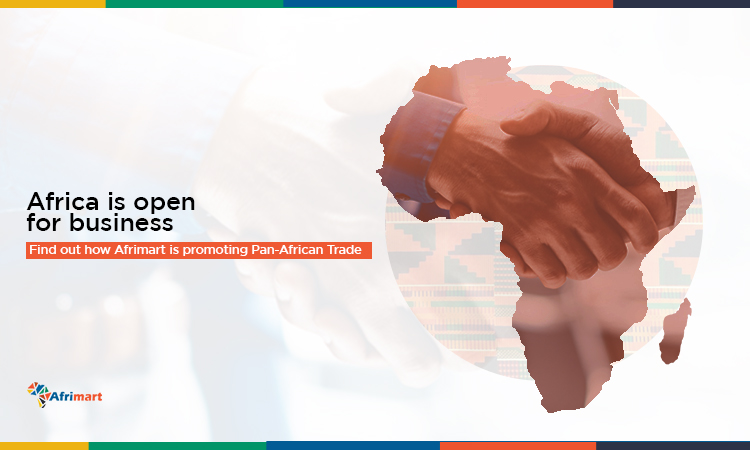 Africa is open
for business
Find out how Afrimart is promoting Pan-African Trade
Afrimart